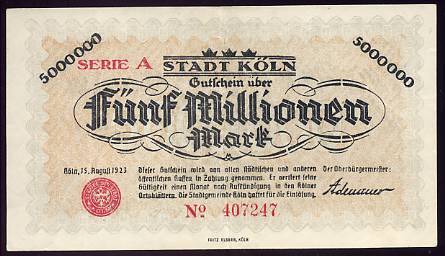 5000000
5000000
SERIE A
STADT KÖLN
Gutschein über
Fünf Millionen
Mark
Köln, 15. August 1923
Dieser Gutschein wird von allen städtischen und anderen
öffentlichen Kassen in Zahlung genommen. Er verliert seine
Gültigkeit einen Monat nach Aufkündigung in den Kölner
Ortsblättern. Die Stadtgemeinde Köln haftet für die Einlösung.
Der Oberbürgermeister:
Adenauer
No 407247
KÖLN